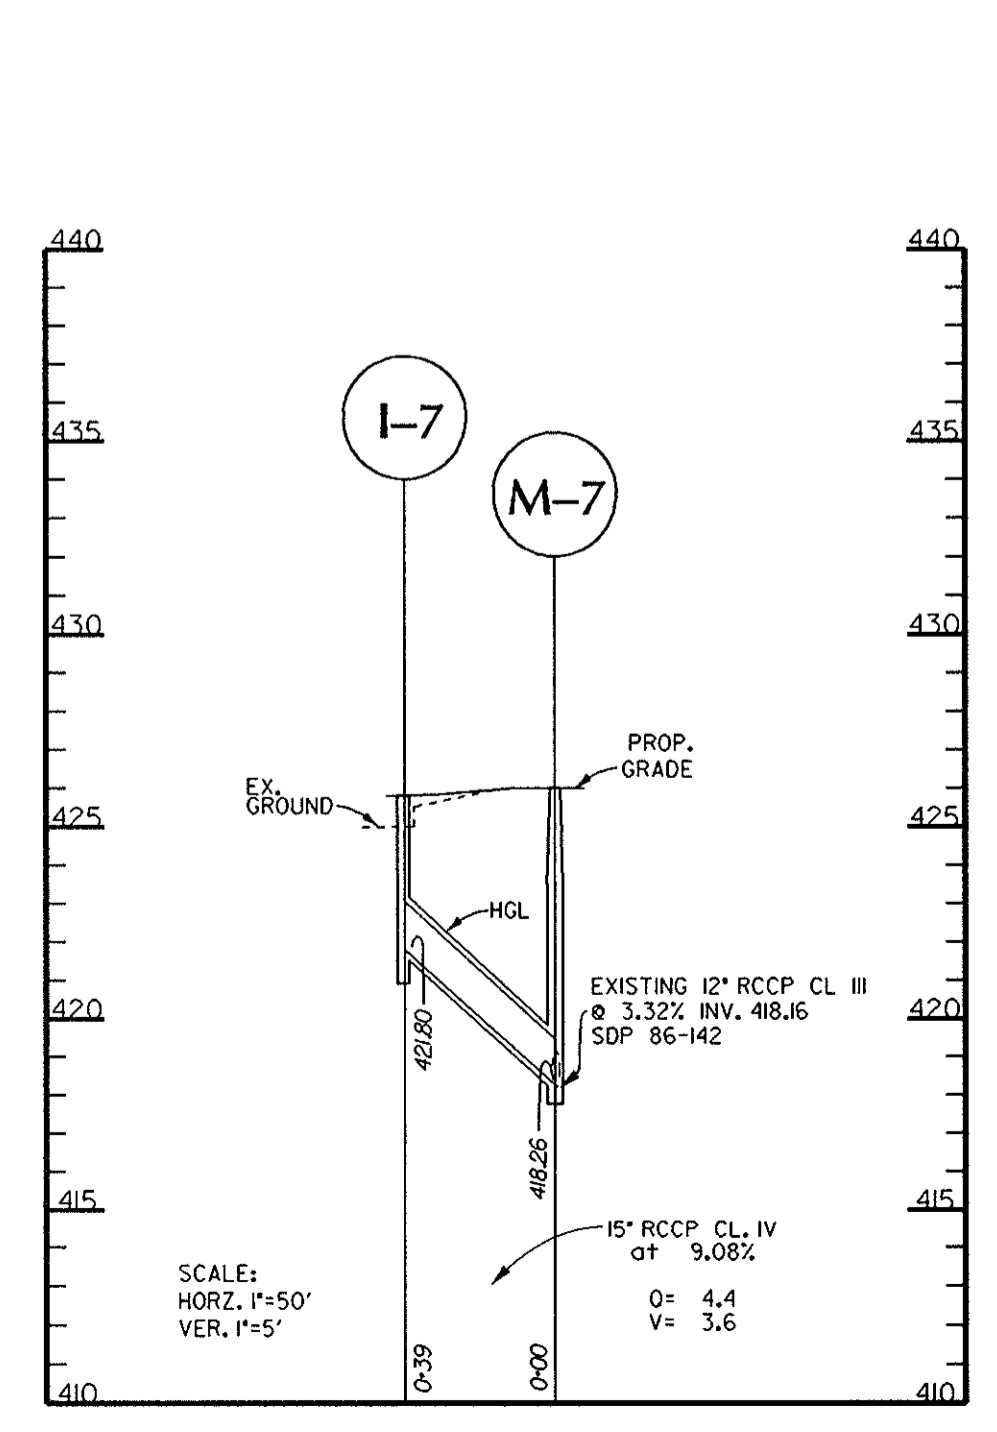 440 440
I-7
435 435
M-7
430 430
PROP.
GRADE
EX.
GROUND
425 425
HGL
EXISTING 12" RCCP CL III
@ 3.32% INV. 418.16
SDP 86-142
420 420
421.80
418.26
415 415
15" RCCP CL. IV
at 9.08%
SCALE:
HORZ. 1"=50'
VER. 1"=5'
Q= 4.4
V= 3.6
0+39
0+00
410 410